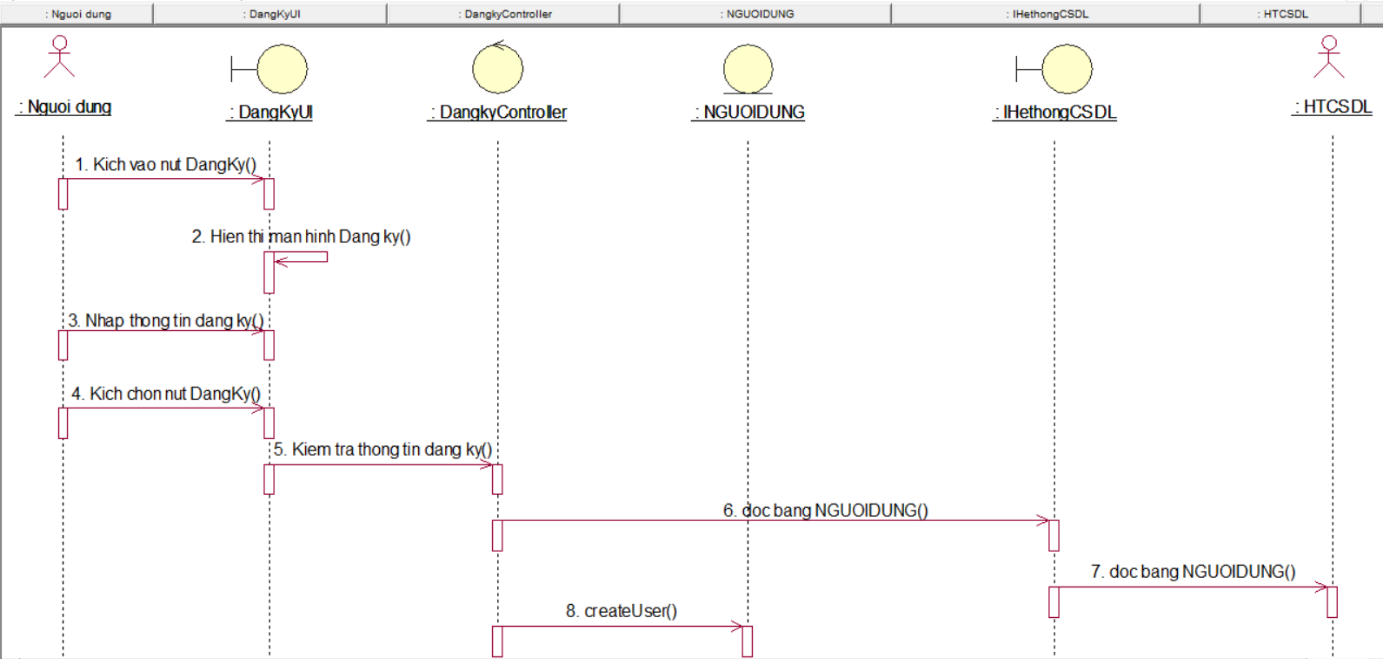 : Nguoi dung
: DangKyUI
: DangkyController
: NGUOIDUNG
: IHethongCSDL
: HTCSDL
: Nguoi dung
: DangKyUI
: DangkyController
: NGUOIDUNG
: IHethongCSDL
: HTCSDL
1. Kich vao nut DangKy()
2. Hien thi man hinh Dang ky()
3. Nhap thong tin dang ky()
4. Kich chon nut DangKy()
5. Kiem tra thong tin dang ky()
6. doc bang NGUOIDUNG()
7. doc bang NGUOIDUNG()
8. createUser()